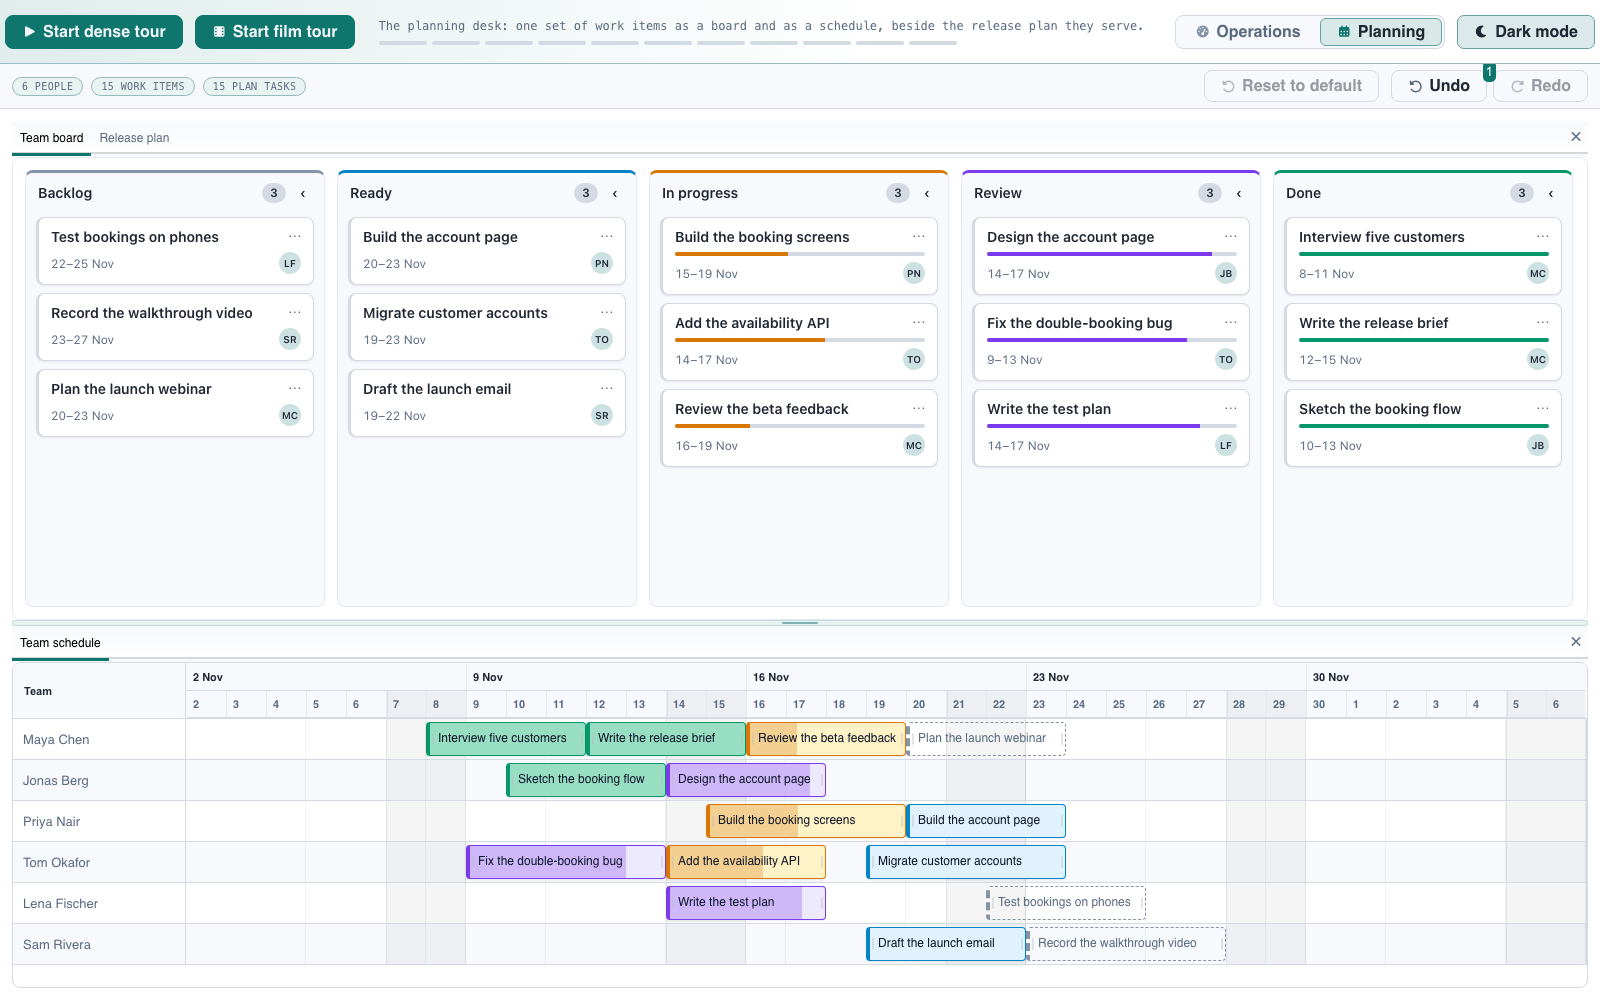 Start dense tour
Start film tour
The planning desk: one set of work items as a board and as a schedule, beside the release plan they serve.
Operations
Planning
Dark mode
6 PEOPLE
15 WORK ITEMS
15 PLAN TASKS
Reset to default
Undo
1
Redo
Team board
Release plan
Backlog 3
Test bookings on phones
22–25 Nov LF
Record the walkthrough video
23–27 Nov SR
Plan the launch webinar
20–23 Nov MC
Ready 3
Build the account page
20–23 Nov PN
Migrate customer accounts
19–23 Nov TO
Draft the launch email
19–22 Nov SR
In progress 3
Build the booking screens
15–19 Nov PN
Add the availability API
14–17 Nov TO
Review the beta feedback
16–19 Nov MC
Review 3
Design the account page
14–17 Nov JB
Fix the double-booking bug
9–13 Nov TO
Write the test plan
14–17 Nov LF
Done 3
Interview five customers
8–11 Nov MC
Write the release brief
12–15 Nov MC
Sketch the booking flow
10–13 Nov JB
Team schedule
Team
2 Nov 9 Nov 16 Nov 23 Nov 30 Nov
2 3 4 5 6 7 8 9 10 11 12 13 14 15 16 17 18 19 20 21 22 23 24 25 26 27 28 29 30 1 2 3 4 5 6
Maya Chen Interview five customers Write the release brief Review the beta feedback Plan the launch webinar
Jonas Berg Sketch the booking flow Design the account page
Priya Nair Build the booking screens Build the account page
Tom Okafor Fix the double-booking bug Add the availability API Migrate customer accounts
Lena Fischer Write the test plan Test bookings on phones
Sam Rivera Draft the launch email Record the walkthrough video